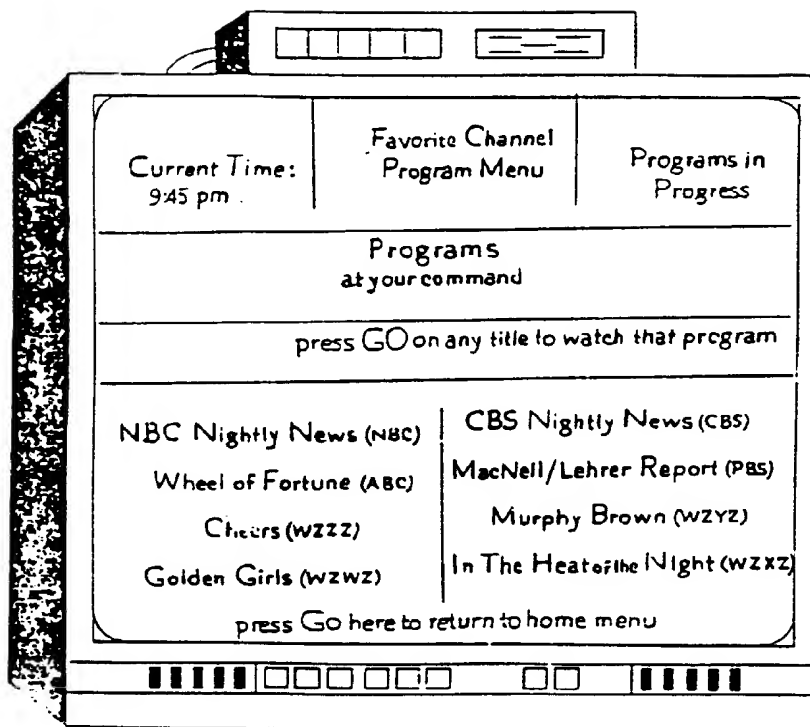 Current Time:
9:45 pm
Favorite Channel
Program Menu
Programs in
Progress
Programs
at your command
press GO on any title to watch that program
NBC Nightly News (NBC)
Wheel of Fortune (ABC)
Cheers (WZZZ)
Golden Girls (WZWZ)
CBS Nightly News (CBS)
MacNeil/Lehrer Report (PBS)
Murphy Brown (WZYZ)
In The Heat of the Night (WZXZ)
press Go here to return to home menu